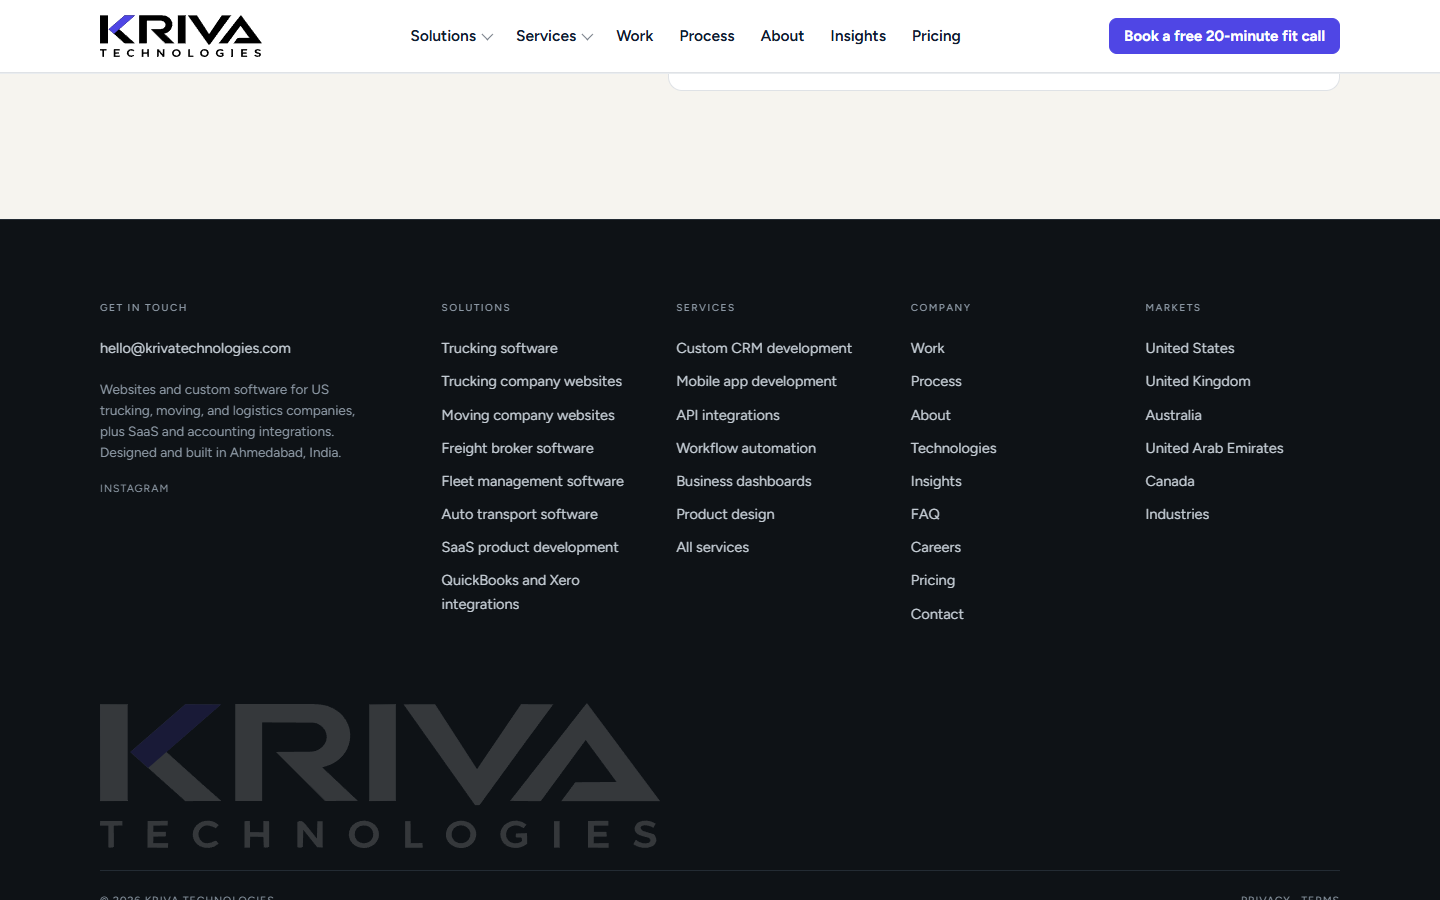 KRIVA
TECHNOLOGIES
Solutions
Services
Work
Process
About
Insights
Pricing
Book a free 20-minute fit call
GET IN TOUCH
hello@krivatechnologies.com
Websites and custom software for US
trucking, moving, and logistics companies,
plus SaaS and accounting integrations.
Designed and built in Ahmedabad, India.
INSTAGRAM
SOLUTIONS
Trucking software
Trucking company websites
Moving company websites
Freight broker software
Fleet management software
Auto transport software
SaaS product development
QuickBooks and Xero
integrations
SERVICES
Custom CRM development
Mobile app development
API integrations
Workflow automation
Business dashboards
Product design
All services
COMPANY
Work
Process
About
Technologies
Insights
FAQ
Careers
Pricing
Contact
MARKETS
United States
United Kingdom
Australia
United Arab Emirates
Canada
Industries
KRIVA
TECHNOLOGIES
© 2026 KRIVA TECHNOLOGIES
PRIVACY TERMS